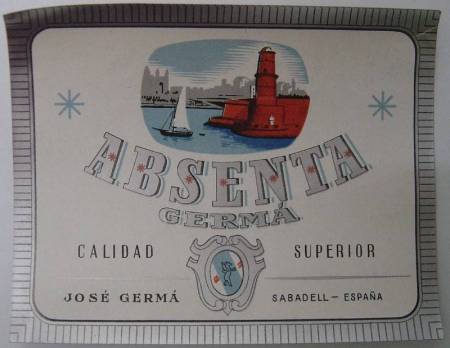 ABSENTA
GERMÁ
CALIDAD SUPERIOR
JOSÉ GERMÁ SABADELL - ESPAÑA